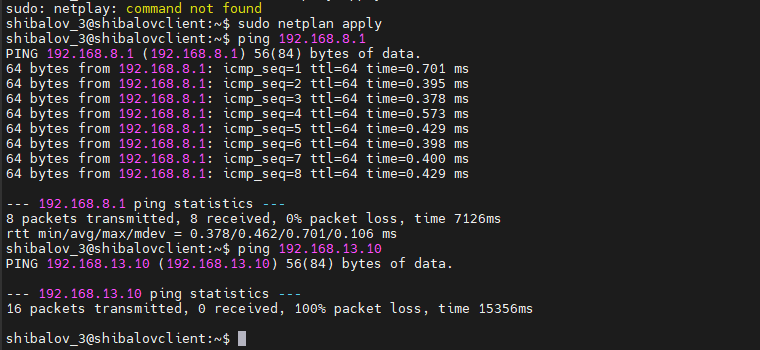 sudo: netplay: command not found
shibalov_3@shibalovclient:~$ sudo netplan apply
shibalov_3@shibalovclient:~$ ping 192.168.8.1
PING 192.168.8.1 (192.168.8.1) 56(84) bytes of data.
64 bytes from 192.168.8.1: icmp_seq=1 ttl=64 time=0.701 ms
64 bytes from 192.168.8.1: icmp_seq=2 ttl=64 time=0.395 ms
64 bytes from 192.168.8.1: icmp_seq=3 ttl=64 time=0.378 ms
64 bytes from 192.168.8.1: icmp_seq=4 ttl=64 time=0.573 ms
64 bytes from 192.168.8.1: icmp_seq=5 ttl=64 time=0.429 ms
64 bytes from 192.168.8.1: icmp_seq=6 ttl=64 time=0.398 ms
64 bytes from 192.168.8.1: icmp_seq=7 ttl=64 time=0.400 ms
64 bytes from 192.168.8.1: icmp_seq=8 ttl=64 time=0.429 ms
--- 192.168.8.1 ping statistics ---
8 packets transmitted, 8 received, 0% packet loss, time 7126ms
rtt min/avg/max/mdev = 0.378/0.462/0.701/0.106 ms
shibalov_3@shibalovclient:~$ ping 192.168.13.10
PING 192.168.13.10 (192.168.13.10) 56(84) bytes of data.
--- 192.168.13.10 ping statistics ---
16 packets transmitted, 0 received, 100% packet loss, time 15356ms
shibalov_3@shibalovclient:~$